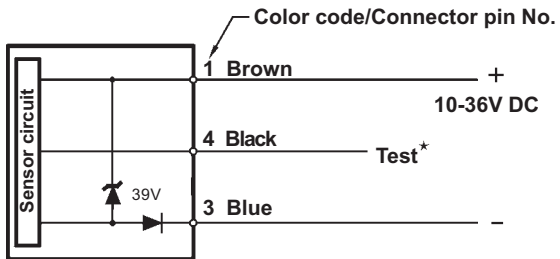 Color code/Connector pin No.
1 Brown
+
10-36V DC
Sensor circuit
4 Black
Test*
39V
3 Blue
−